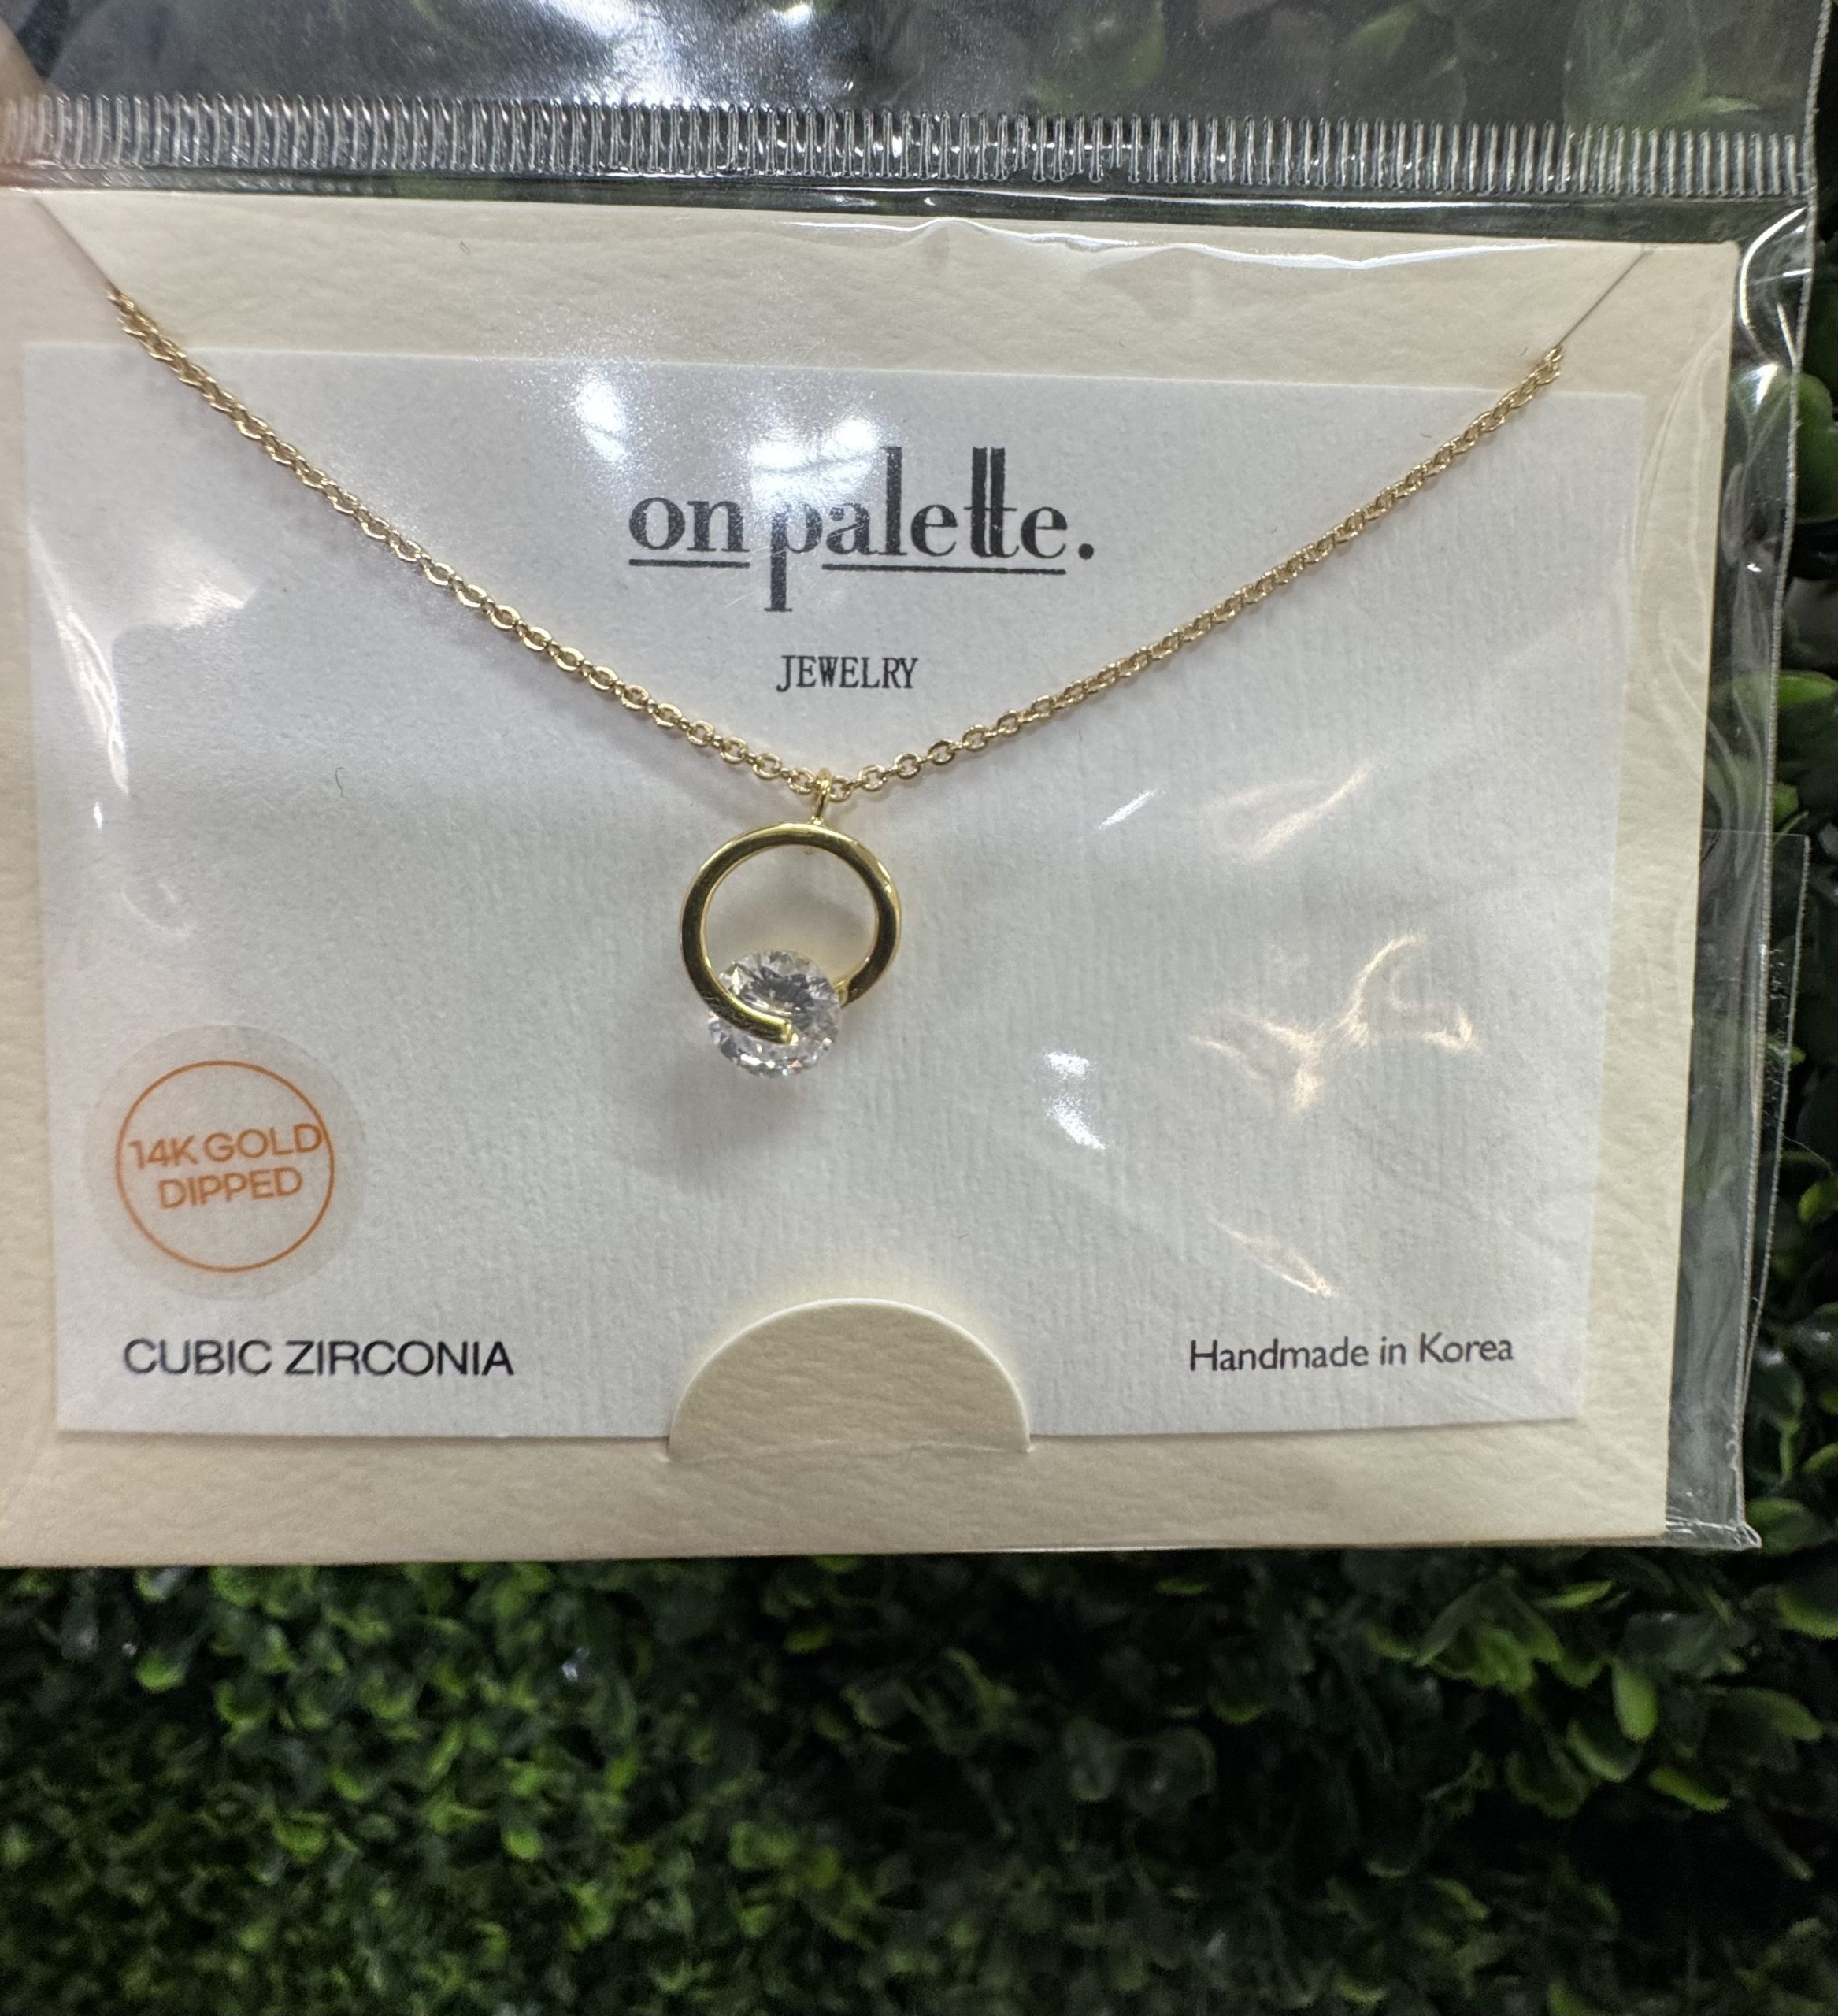 on palette.
JEWELRY
14K GOLD
DIPPED
CUBIC ZIRCONIA
Handmade in Korea